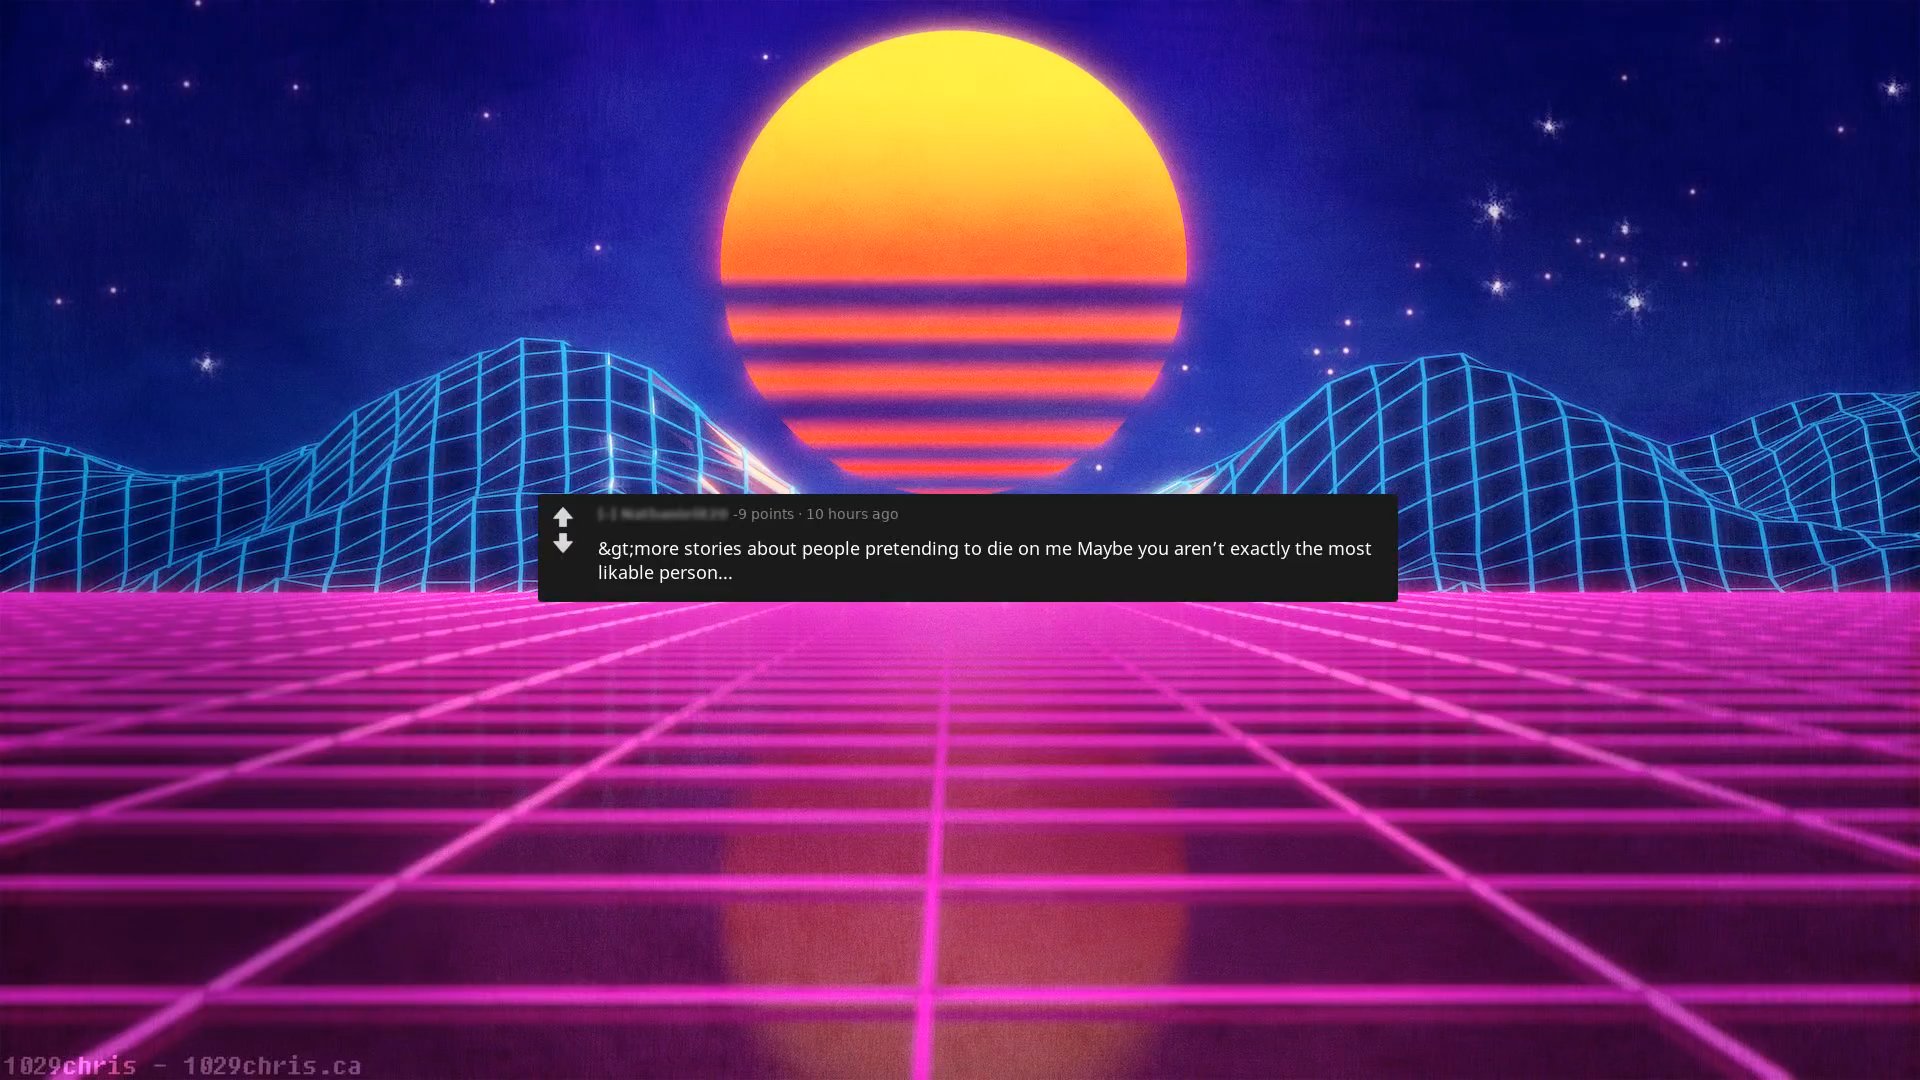 -9 points · 10 hours ago
&gt;more stories about people pretending to die on me Maybe you aren’t exactly the most
likable person...
1029chris - 1029chris.ca